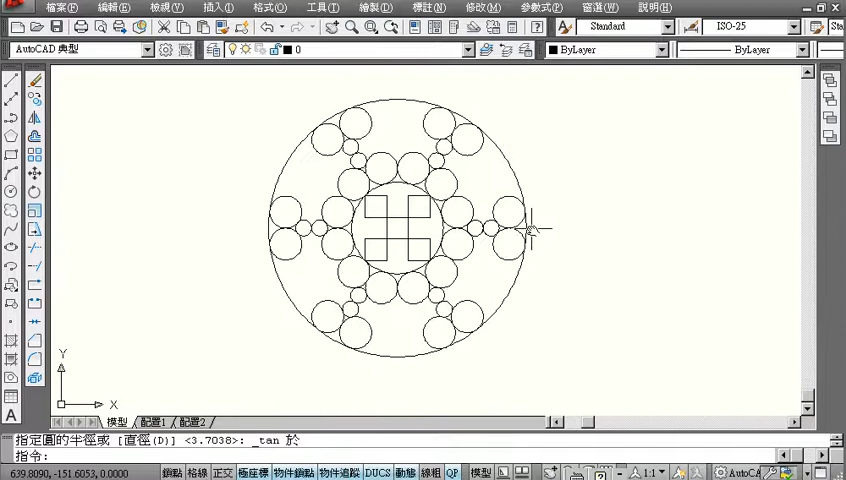 檔案(F) 編輯(E) 檢視(V) 插入(I) 格式(O) 工具(T) 繪製(D) 標註(N) 修改(M) 參數式(P) 窗選(W) 說明(H)
Standard ISO-25
AutoCAD 典型 0 ByLayer ByLayer
Y
X
A
模型 配置1 配置2
指定圓的半徑或 [直徑(D)] <3.7038>: _tan 於
指令:
639.8090, -151.6053, 0.0000 鎖點 格線 正交 極座標 物件鎖點 物件追蹤 DUCS 動態 線粗 QP 模型 1:1 AutoCA